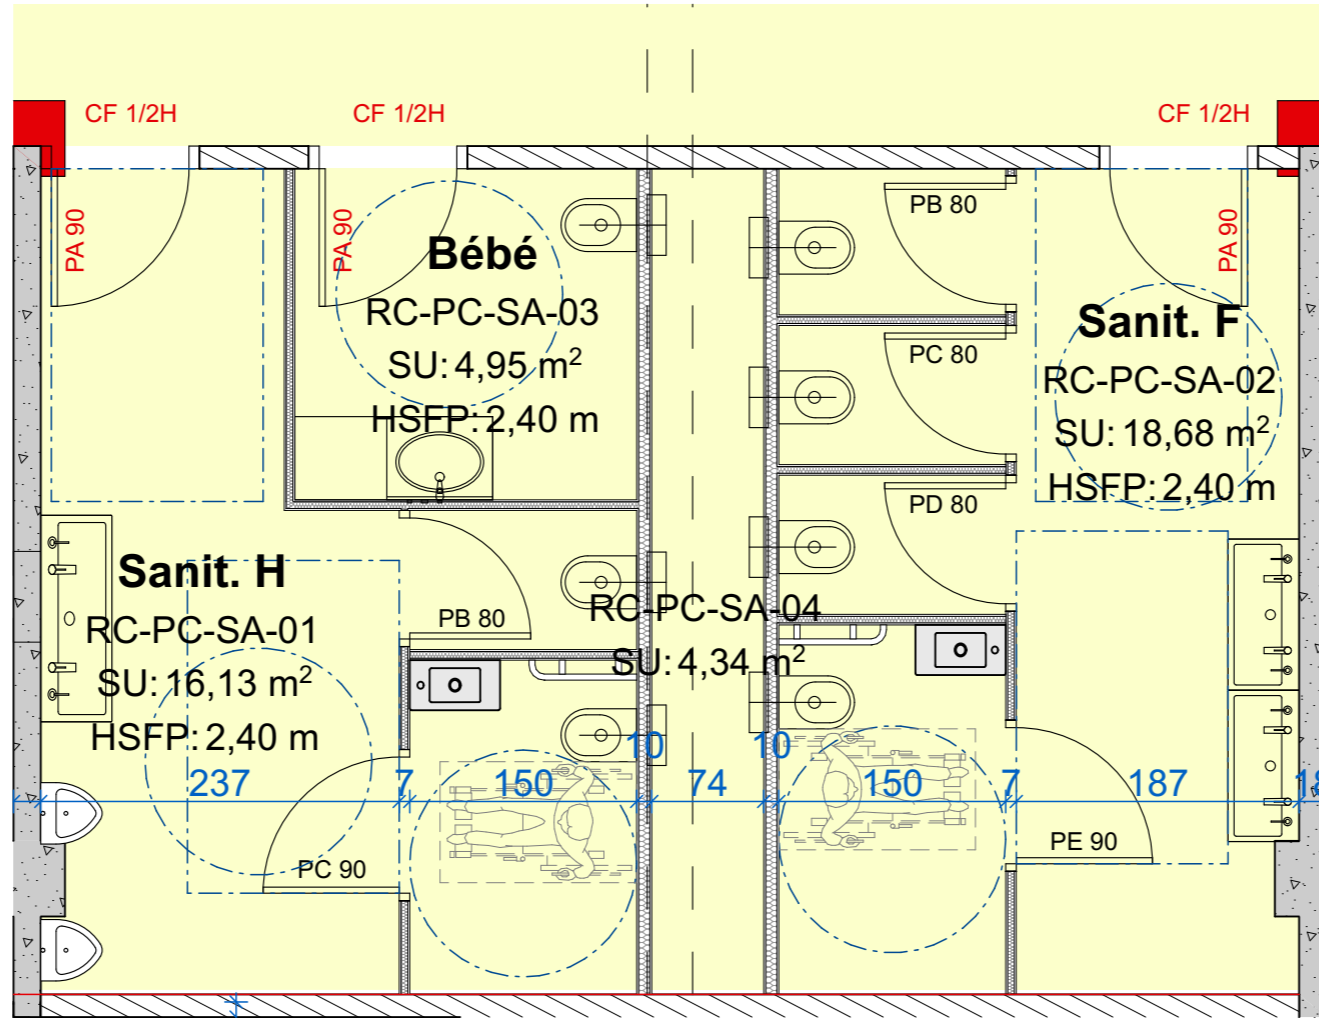 CF 1/2H
CF 1/2H
CF 1/2H
PA 90
PA 90
PA 90
Bébé
RC-PC-SA-03
SU: 4,95 m²
HSFP: 2,40 m
PB 80
PC 80
PD 80
Sanit. F
RC-PC-SA-02
SU: 18,68 m²
HSFP: 2,40 m
Sanit. H
RC-PC-SA-01
SU: 16,13 m²
HSFP: 2,40 m
PB 80
RC-PC-SA-04
SU: 4,34 m²
237
7
150
10
74
10
150
7
187
18
PC 90
PE 90